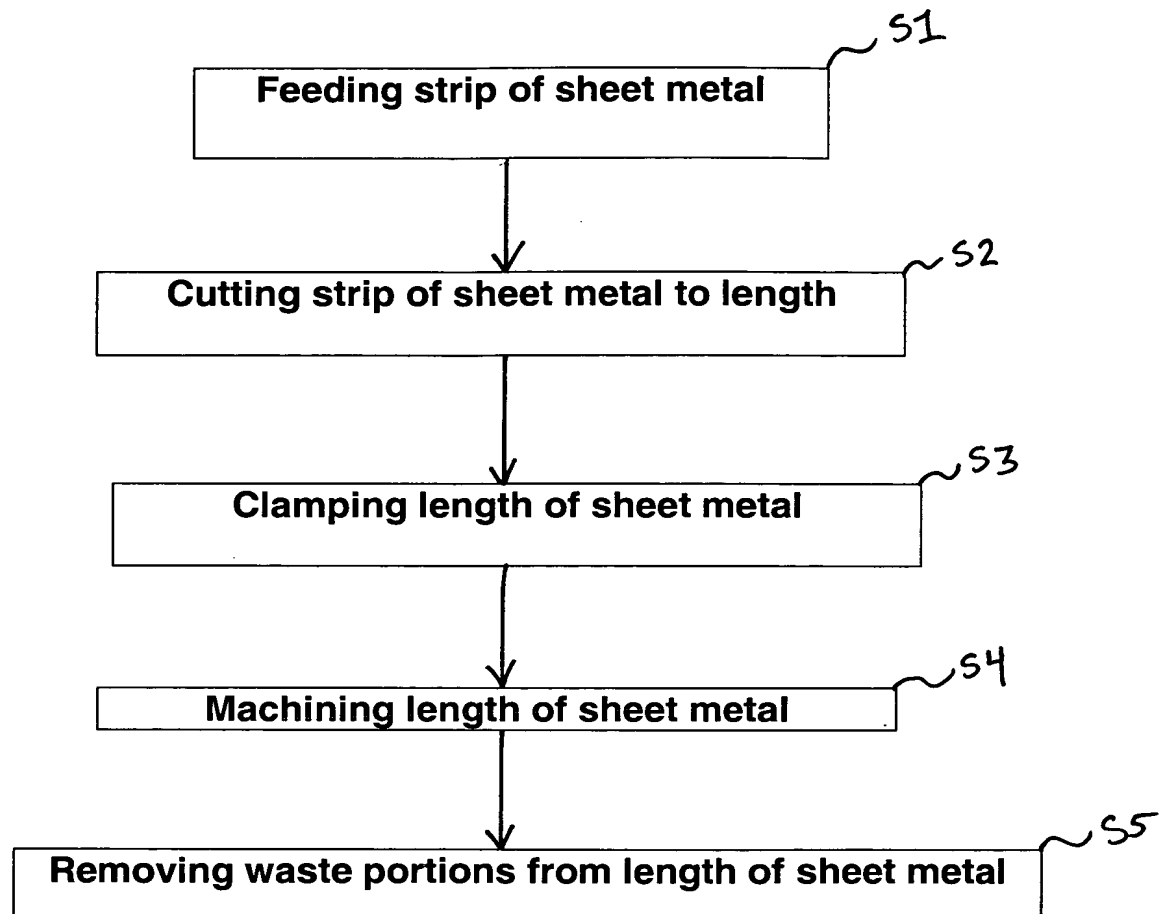 S1
Feeding strip of sheet metal
S2
Cutting strip of sheet metal to length
S3
Clamping length of sheet metal
S4
Machining length of sheet metal
S5
Removing waste portions from length of sheet metal